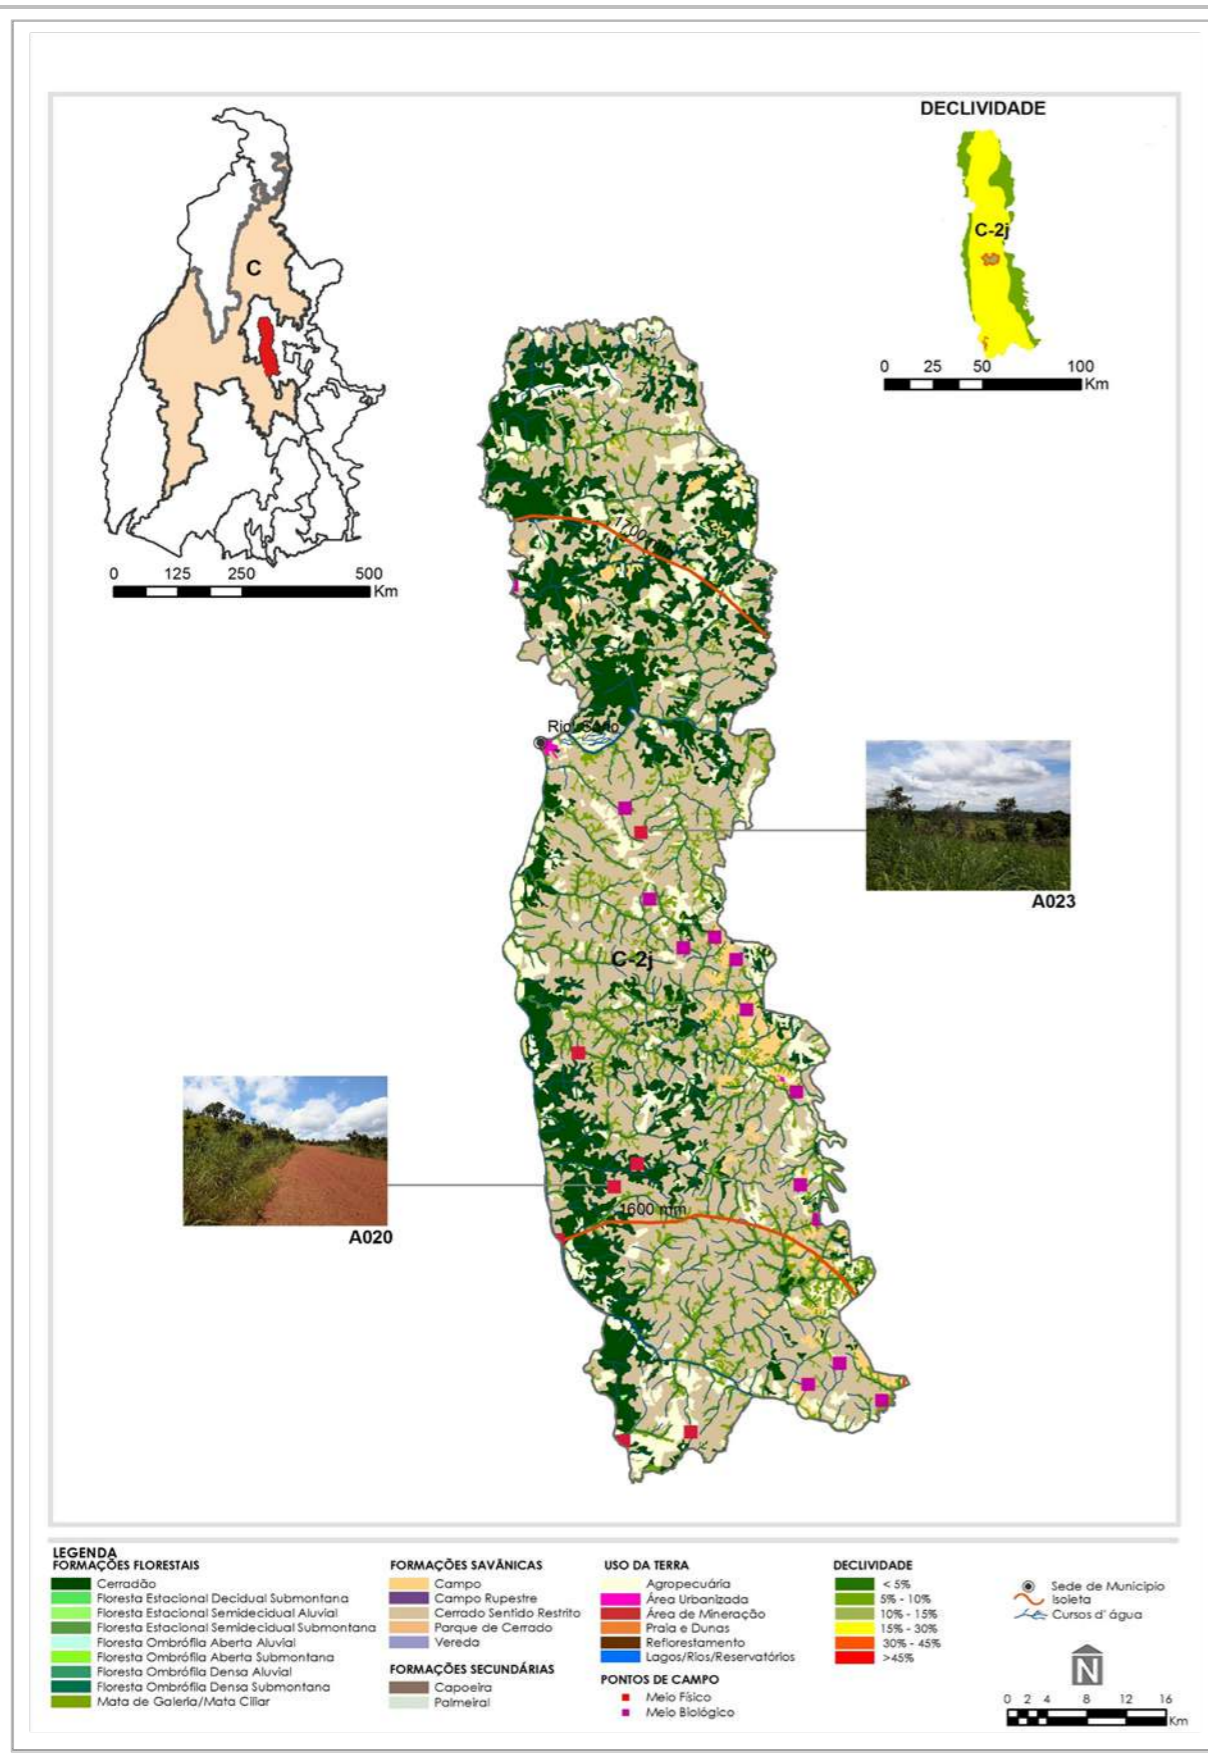 DECLIVIDADE
C-2j
0 25 50 100
Km
C
0 125 250 500
Km
1700 mm
Rio Sono
A023
C-2j
A020
1600 mm
LEGENDA
FORMAÇÕES FLORESTAIS
Cerradão
Floresta Estacional Decidual Submontana
Floresta Estacional Semidecidual Aluvial
Floresta Estacional Semidecidual Submontana
Floresta Ombrófila Aberta Aluvial
Floresta Ombrófila Aberta Submontana
Floresta Ombrófila Densa Aluvial
Floresta Ombrófila Densa Submontana
Mata de Galeria/Mata Ciliar
FORMAÇÕES SAVÂNICAS
Campo
Campo Rupestre
Cerrado Sentido Restrito
Parque de Cerrado
Vereda
FORMAÇÕES SECUNDÁRIAS
Capoeira
Palmeiral
USO DA TERRA
Agropecuária
Área Urbanizada
Área de Mineração
Praia e Dunas
Reflorestamento
Lagos/Rios/Reservatórios
PONTOS DE CAMPO
Meio Físico
Meio Biológico
DECLIVIDADE
< 5%
5% - 10%
10% - 15%
15% - 30%
30% - 45%
>45%
Sede de Municipio
Isoieta
Cursos d' água
N
0 2 4 8 12 16
Km